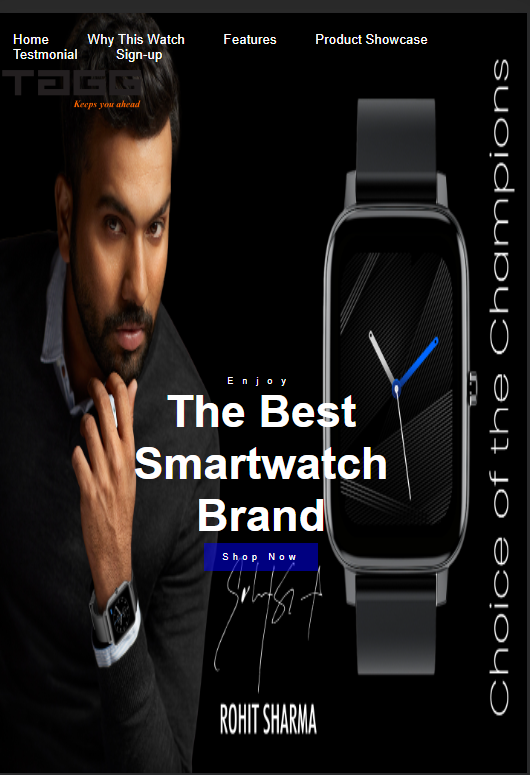 Home Why This Watch Features Product Showcase
Testmonial Sign-up
TAGG
Keeps you ahead
Choice of the Champions
Enjoy
The Best
Smartwatch
Brand
Shop Now
ROHIT SHARMA